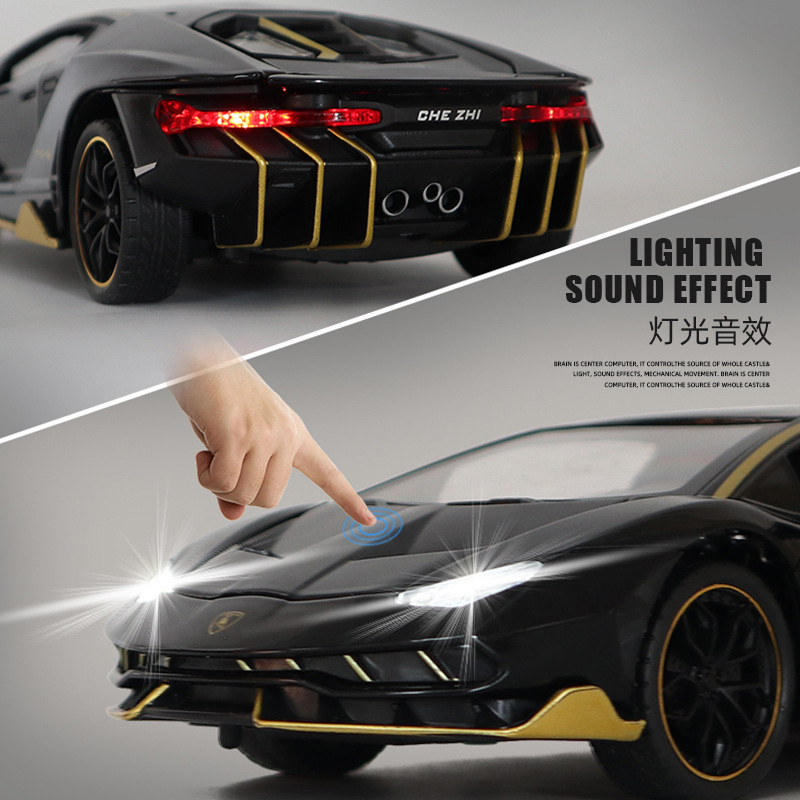 CHE ZHI
LIGHTING
SOUND EFFECT
灯光音效
BRAIN IS CENTER COMPUTER, IT CONTROLTHE SOURCE OF WHOLE CASTLE&
LIGHT, SOUND EFFECTS, MECHANICAL MOVEMENT. BRAIN IS CENTER
COMPUTER, IT CONTROLTHE SOURCE OF WHOLE CASTLE&